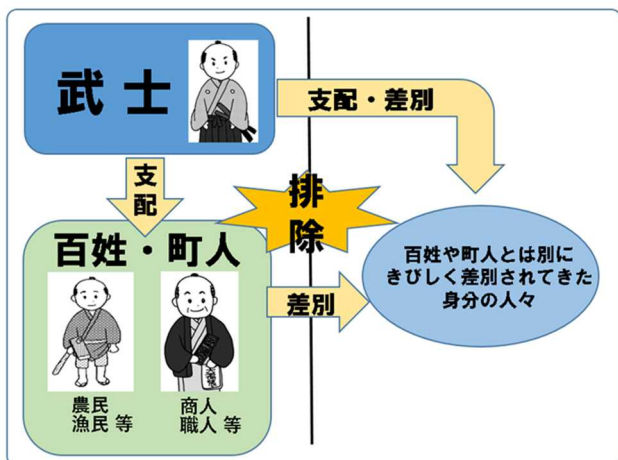 武士
支配・差別
支配
排除
百姓・町人
差別
百姓や町人とは別に
きびしく差別されてきた
身分の人々
農民
漁民 等
商人
職人 等